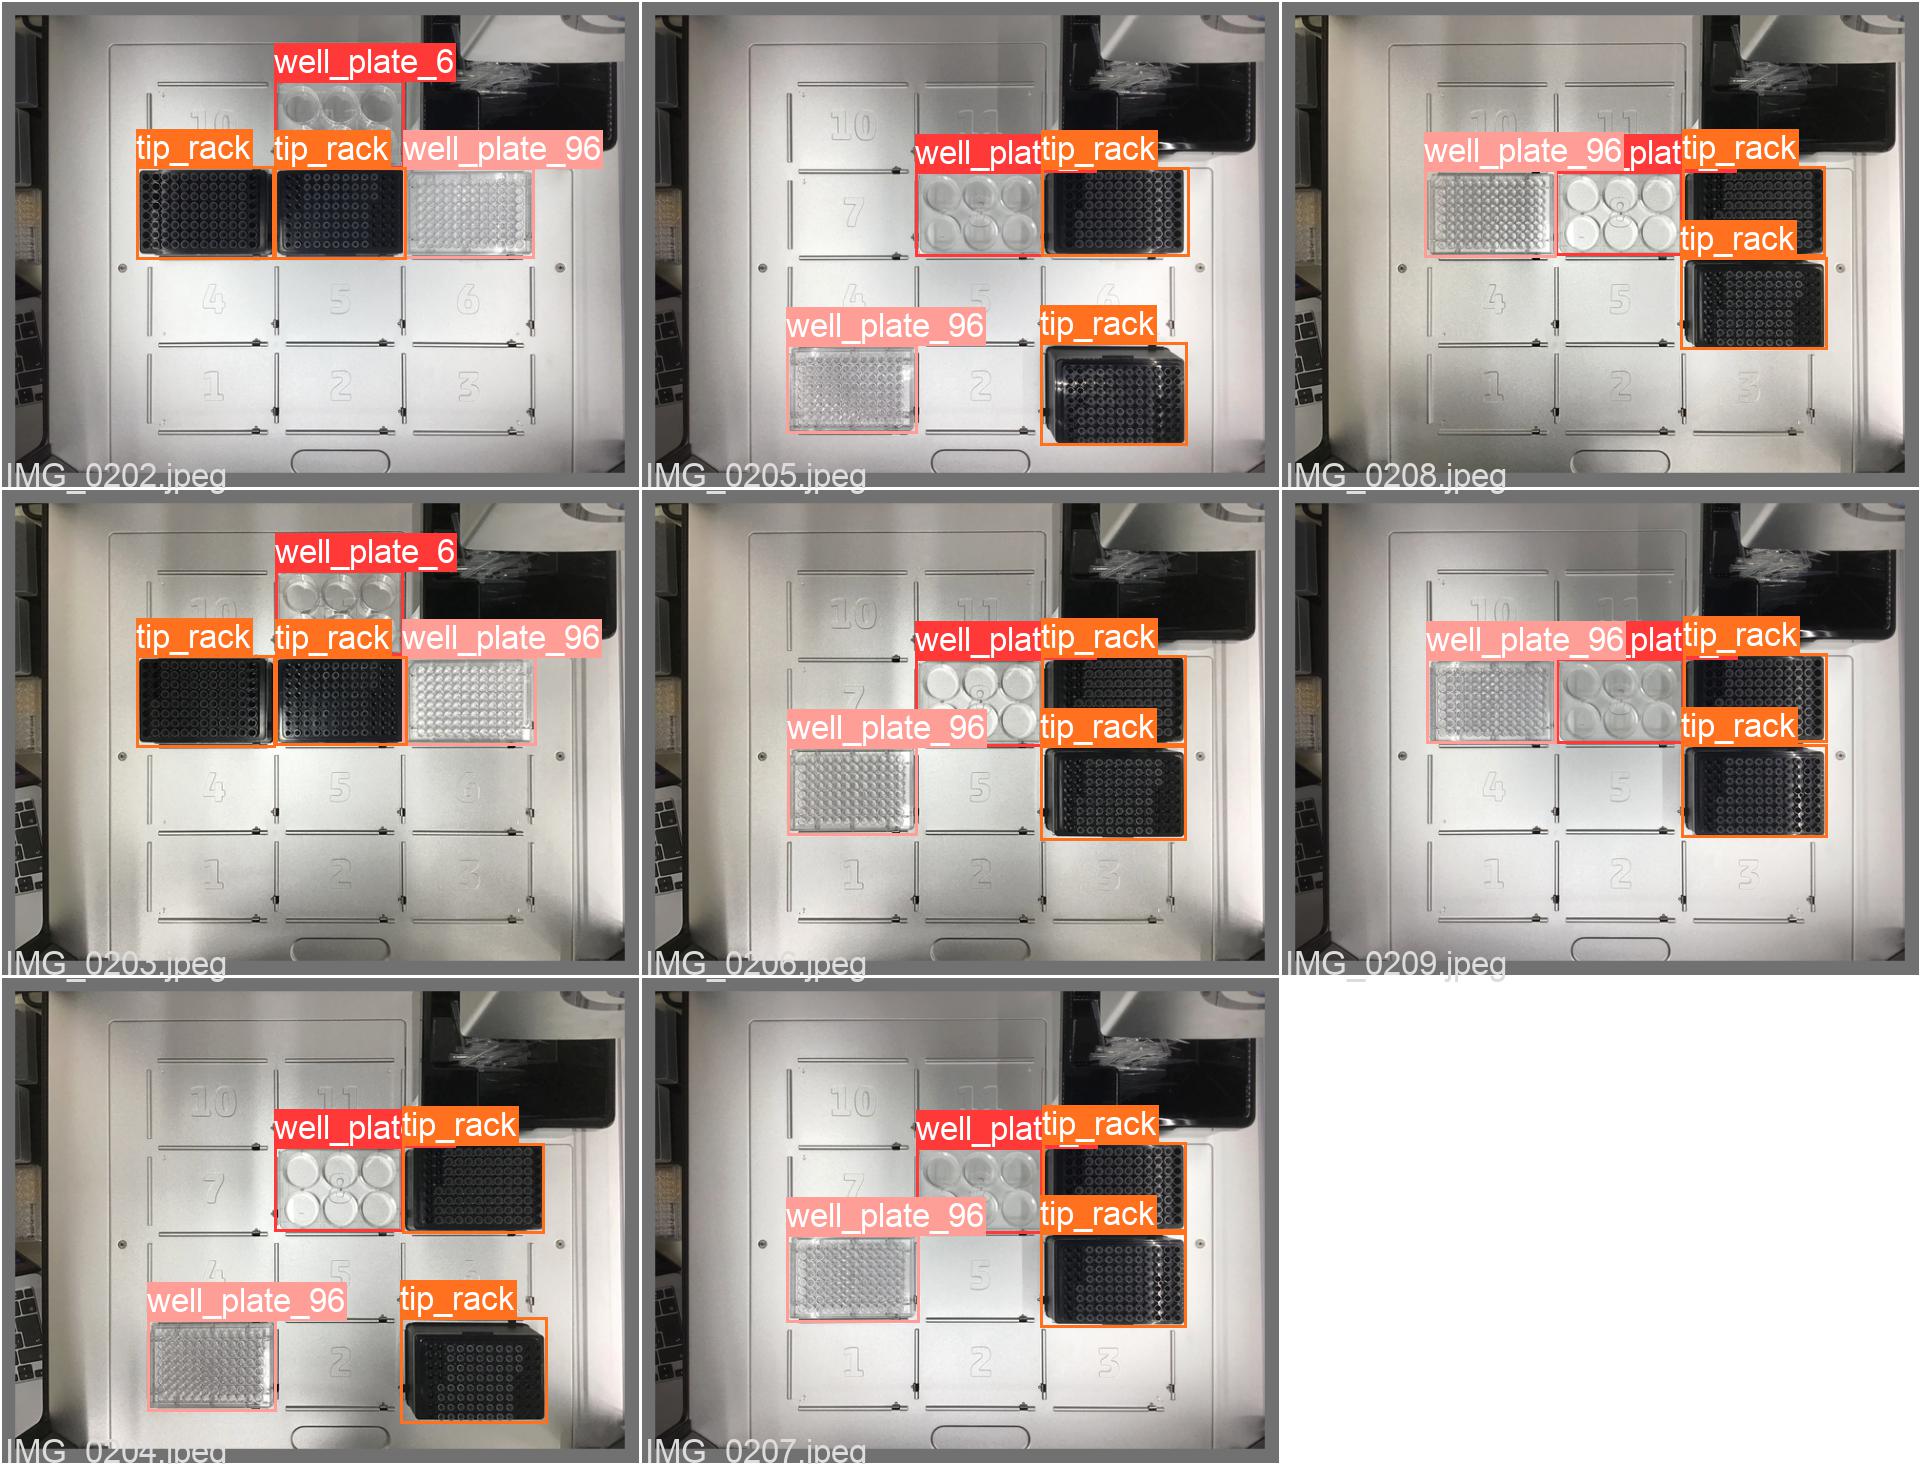 well_plate_6
10
tip_rack
tip_rack
well_plate_96
4
5
6
1
2
3
IMG_0202.jpeg
10
11
well_plat
tip_rack
7
4
5
6
well_plate_96
tip_rack
2
IMG_0205.jpeg
10
11
well_plate_96
plat
tip_rack
tip_rack
4
5
1
2
3
IMG_0208.jpeg
well_plate_6
10
tip_rack
tip_rack
well_plate_96
4
5
6
1
2
3
IMG_0203.jpeg
10
11
well_plat
tip_rack
7
well_plate_96
tip_rack
5
1
2
3
IMG_0206.jpeg
10
11
well_plate_96
plat
tip_rack
tip_rack
4
5
1
2
3
IMG_0209.jpeg
10
11
well_plat
tip_rack
7
8
4
5
well_plate_96
tip_rack
2
IMG_0204.jpeg
10
11
well_plat
tip_rack
7
well_plate_96
tip_rack
5
1
2
3
IMG_0207.jpeg